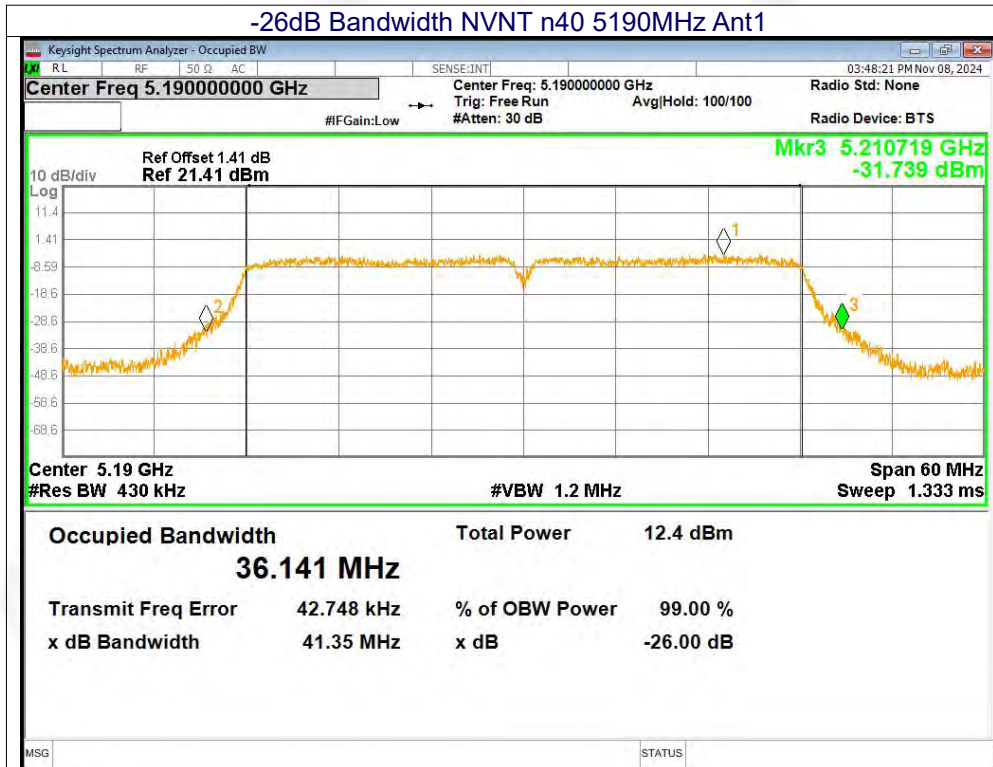 -26dB Bandwidth NVNT n40 5190MHz Ant1
Keysight Spectrum Analyzer - Occupied BW
LXI RL RF 50 Ω AC SENSE:INT 03:48:21 PM Nov 08, 2024
Center Freq 5.190000000 GHz Center Freq: 5.190000000 GHz Radio Std: None
Trig: Free Run Avg|Hold: 100/100
#IFGain:Low #Atten: 30 dB Radio Device: BTS
Mkr3 5.210719 GHz
-31.739 dBm
Ref Offset 1.41 dB
10 dB/div Ref 21.41 dBm
Log
11.4
1.41
-8.59
-18.6
-28.6
-38.6
-48.6
-58.6
-68.6
1
2
3
Center 5.19 GHz Span 60 MHz
#Res BW 430 kHz #VBW 1.2 MHz Sweep 1.333 ms
Occupied Bandwidth Total Power 12.4 dBm
36.141 MHz
Transmit Freq Error 42.748 kHz % of OBW Power 99.00 %
x dB Bandwidth 41.35 MHz x dB -26.00 dB
MSG STATUS